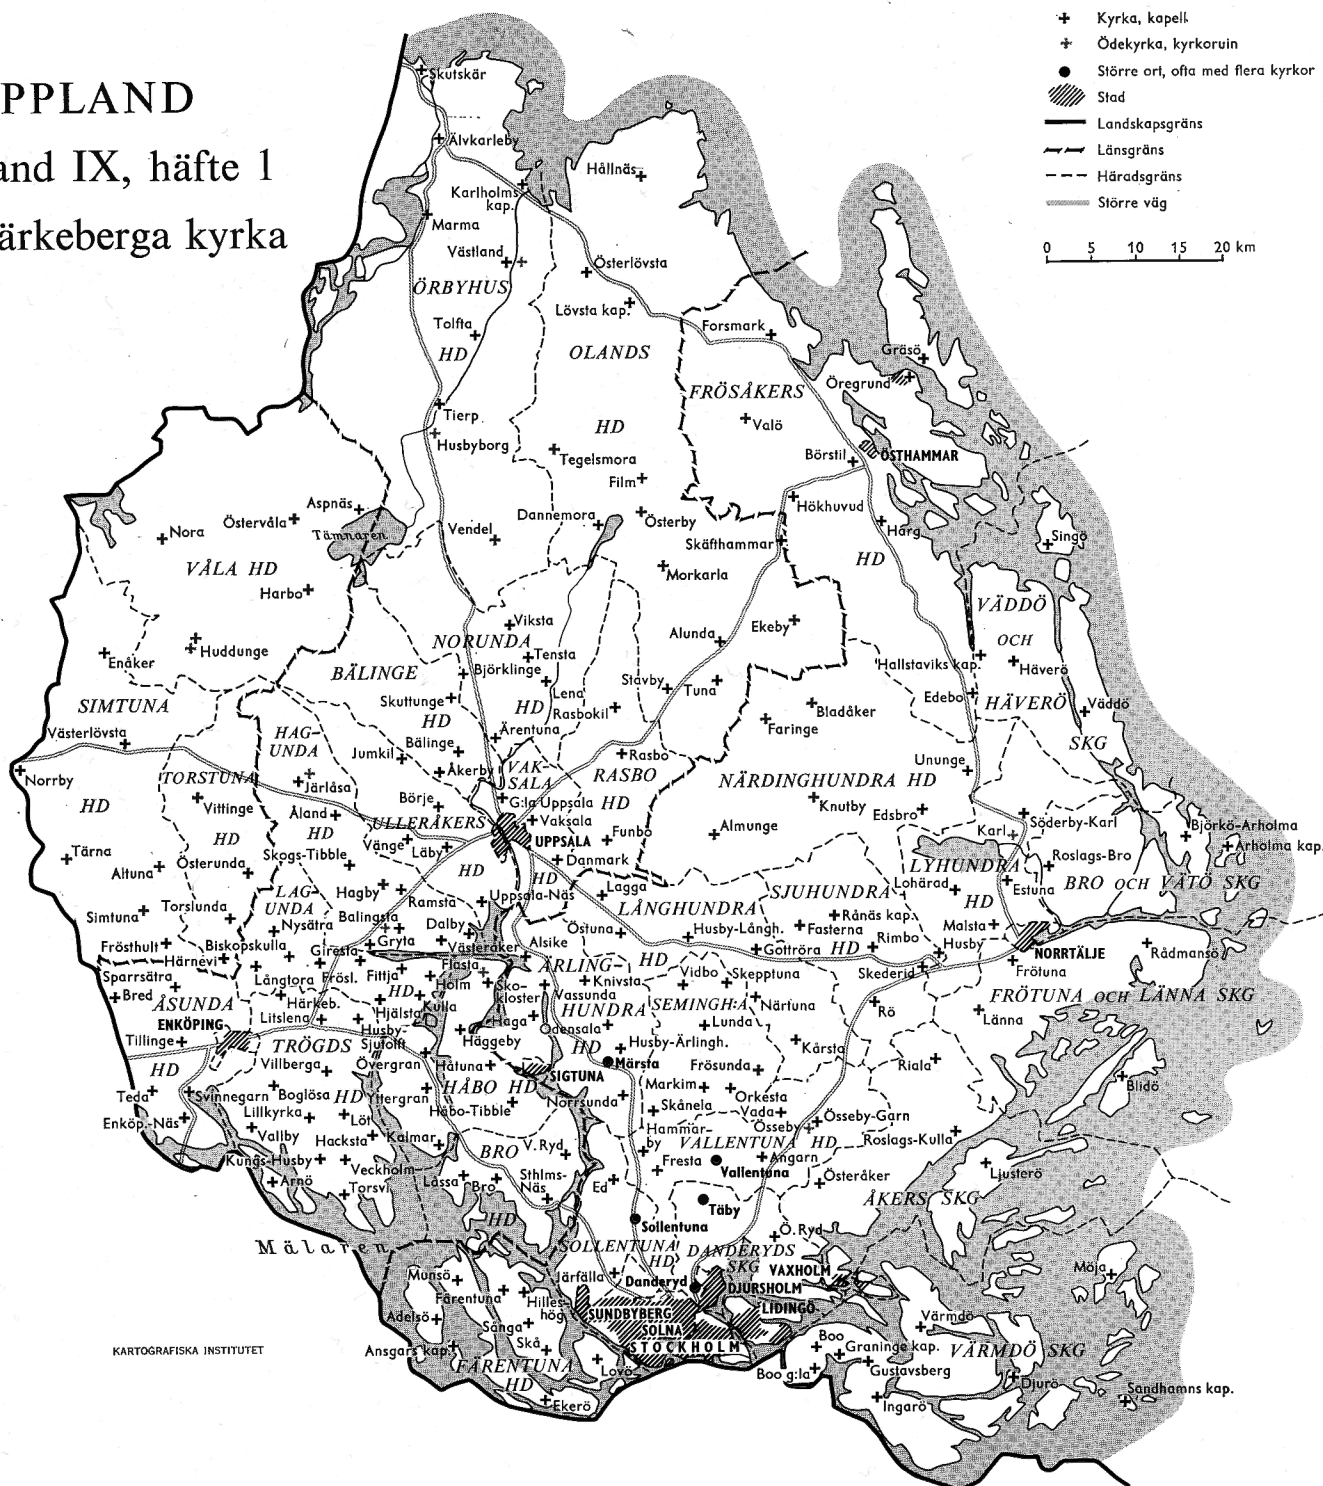 PPLAND
and IX, häfte 1
ärkeberga kyrka
Kyrka, kapell
Ödekyrka, kyrkoruin
Större ort, ofta med flera kyrkor
Stad
Landskapsgräns
Länsgräns
Häradsgräns
Större väg
0 5 10 15 20 km
Skutskär
Älvkarleby
Hållnäs
Karlholms kap.
Marma
Västland
Österlövsta
ÖRBYHUS HD
Lövsta kap.
Tolfta
Forsmark
OLANDS HD
Gräsö
Öregrund
FRÖSÅKERS HD
Valö
Tierp
Husbyborg
Börstil
ÖSTHAMMAR
Tegelsmora
Film
Aspnäs
Hökhuvud
Östervåla
Dannemora
Österby
Nora
Tämnaren
Vendel
Harg
Skäfthammar
Singö
VÅLA HD
Morkarla
Harbo
VÄDDÖ OCH HÄVERÖ SKG
Viksta
Ekeby
Alunda
NORUNDA HD
Huddunge
Enåker
Tensta
Björklinge
Hallstaviks kap.
Häverö
BÄLINGE HD
Lena
Stavby
Tuna
Edebo
SIMTUNA HD
Skuttunge
Rasbokil
Bladåker
Väddö
Faringe
Västerlövsta
HAGUNDA HD
Ärentuna
Jumkil
Bälinge
Rasbo
Norrby
TORSTUNA HD
Järlåsa
Åkerby
VAKSALA HD
RASBO HD
NÄRDINGHUNDRA HD
Ununge
Vittinge
Börje
G:la Uppsala
Knutby
Edsbro
Åland
ULLERÅKERS HD
Vaksala
Funbo
Almunge
Karl
Söderby-Karl
Björkö-Arholma
Arholma kap.
UPPSALA
Vänge
Läby
Danmark
Tärna
Österunda
Skogs-Tibble
LYHUNDRA HD
Roslags-Bro
Altuna
Hagby
Lagga
SJUHUNDRA HD
Lohärad
Estuna
BRO OCH VÄTÖ SKG
LAGUNDA HD
Ramsta
Uppsala-Näs
LÅNGHUNDRA HD
Simtuna
Torslunda
Balingsta
Dalby
Rånäs kap.
Nysätra
Östuna
Husby-Långh.
Fasterna
Malsta
Frösthult
Biskopskulla
Giresta
Gryta
Västeråker
Alsike
Gottröra
Rimbo
Husby
NORRTÄLJE
Rådmansö
Härnevi
Sparrsätra
Långtora
Frösl.
Fittja
Flasta
ÄRLINGHUNDRA HD
Vidbo
Skepptuna
Skederid
Frötuna
Bred
ÅSUNDA HD
Härkeb.
Holm
Skokloster
Knivsta
Vassunda
SEMINGH:A
Närtuna
FRÖTUNA OCH LÄNNA SKG
Litslena
Hjälsta
Kulla
Haga
Odensala
Lunda
Rö
Länna
ENKÖPING
Tillinge
TRÖGDS HD
Husby-Sjutolft
Häggeby
Husby-Ärlingh.
Kårsta
Villberga
Övergran
Håtuna
SIGTUNA
Märsta
Frösunda
Riala
Blidö
Teda
Svinnegarn
Boglösa
Yttergran
HÅBO HD
Norrsunda
Markim
Orkesta
Lillkyrka
Håbo-Tibble
Skånela
Vada
Össeby-Garn
Enköp.-Näs
Löt
Össeby
Vallby
Hacksta
Kalmar
Hammarby
VALLENTUNA HD
Roslags-Kulla
Kungs-Husby
Veckholm
BRO HD
V.Ryd
Fresta
Vallentuna
Angarn
Ljusterö
Arnö
Torsvi
Låssa
Bro
Sthlms-Näs
Ed
Österåker
ÅKERS SKG
Täby
Sollentuna
Ö.Ryd
Mälaren
SOLLENTUNA HD
DANDERYDS SKG
VAXHOLM
Möja
Munsö
Färentuna
Järfälla
Danderyd
DJURSHOLM
Adelsö
Hilleshög
SUNDBYBERG
LIDINGÖ
Sånga
SOLNA
Värmdö
Ansgars kap.
Skå
STOCKHOLM
Boo
Graninge kap.
VÄRMDÖ SKG
FÄRENTUNA HD
Lovö
Boo g:la
Gustavsberg
Djurö
Sandhamns kap.
Ekerö
Ingarö
KARTOGRAFISKA INSTITUTET